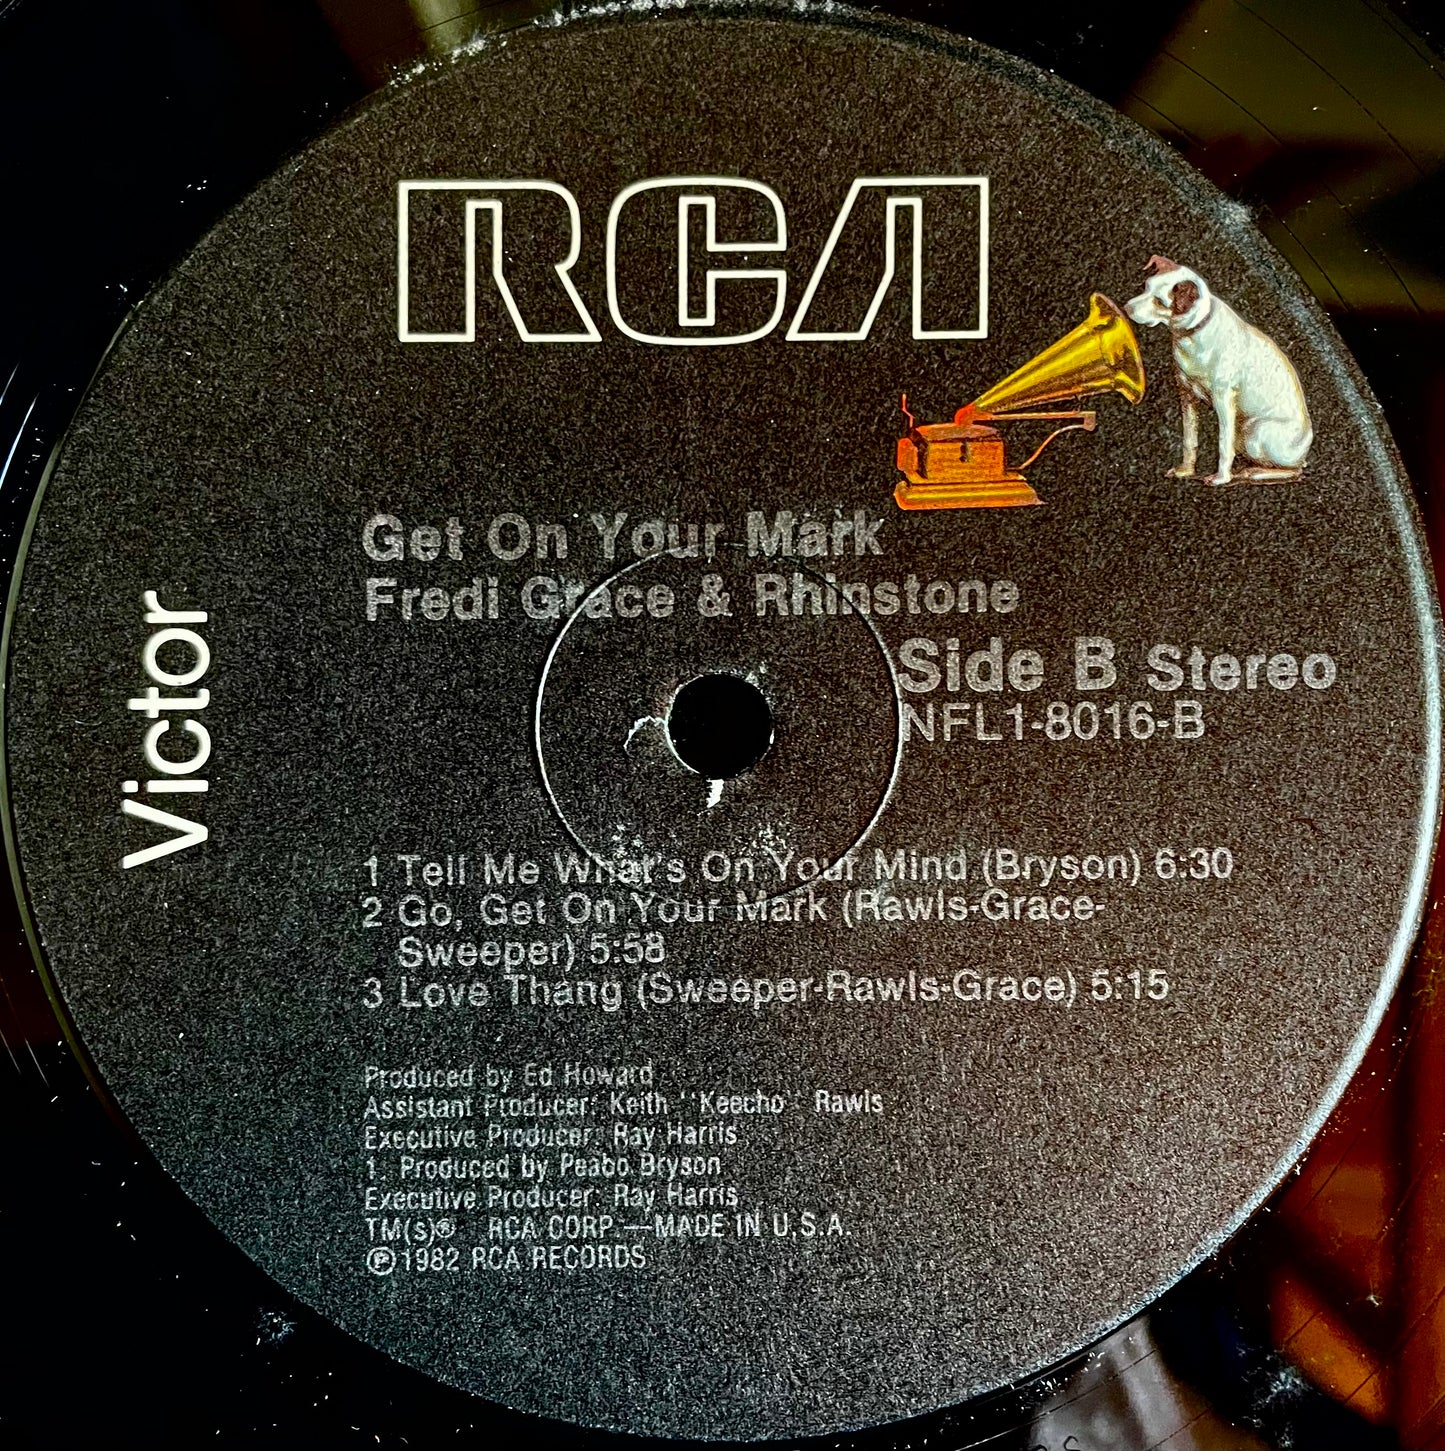 RCA
Victor
Get On Your Mark
Fredi Grace & Rhinstone
Side B Stereo
NFL1-8016-B
1 Tell Me What's On Your Mind (Bryson) 6:30
2 Go, Get On Your Mark (Rawls-Grace-
Sweeper) 5:58
3 Love Thang (Sweeper-Rawls-Grace) 5:15
Produced by Ed Howard
Assistant Producer: Keith "Keecho" Rawls
Executive Producer: Ray Harris
1. Produced by Peabo Bryson
Executive Producer: Ray Harris
TM(s)® RCA CORP.—MADE IN U.S.A.
℗1982 RCA RECORDS